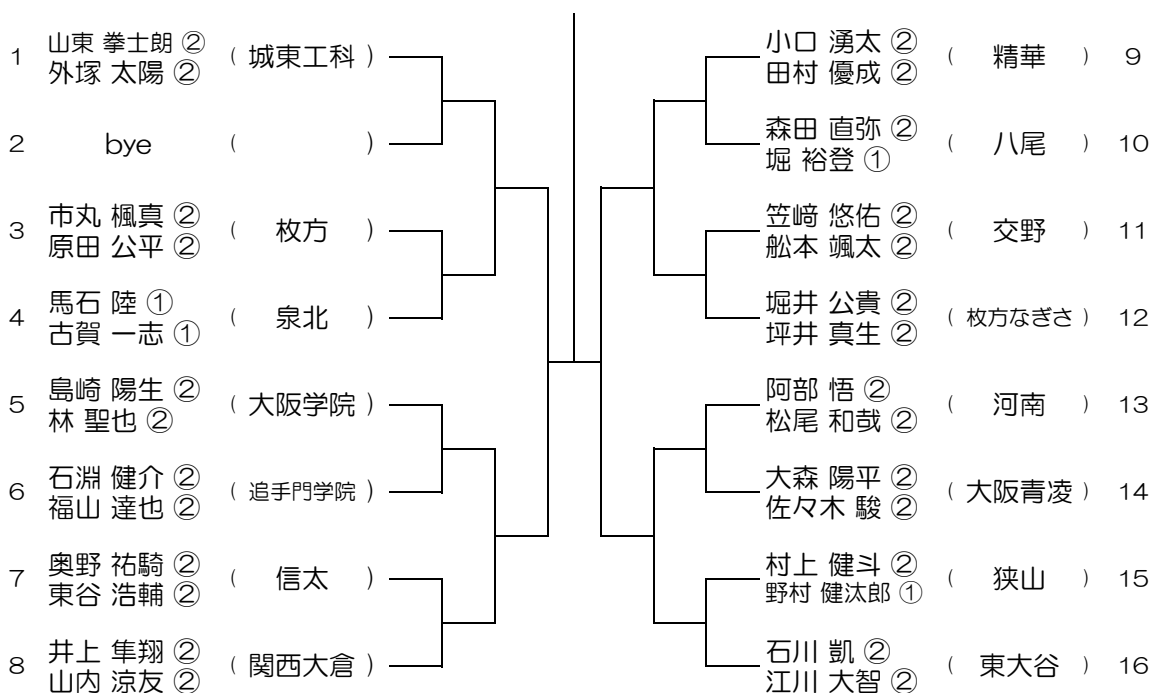 1 山東 拳士朗 ② ( 城東工科 )
外塚 太陽 ②
2 bye ( )
3 市丸 楓真 ② ( 枚方 )
原田 公平 ②
4 馬石 陸 ① ( 泉北 )
古賀 一志 ①
5 島崎 陽生 ② ( 大阪学院 )
林 聖也 ②
6 石淵 健介 ② ( 追手門学院 )
福山 達也 ②
7 奥野 祐騎 ② ( 信太 )
東谷 浩輔 ②
8 井上 隼翔 ② ( 関西大倉 )
山内 涼友 ②
小口 湧太 ② ( 精華 ) 9
田村 優成 ②
森田 直弥 ② ( 八尾 ) 10
堀 裕登 ①
笠﨑 悠佑 ② ( 交野 ) 11
舩本 颯太 ②
堀井 公貴 ② ( 枚方なぎさ ) 12
坪井 真生 ②
阿部 悟 ② ( 河南 ) 13
松尾 和哉 ②
大森 陽平 ② ( 大阪青凌 ) 14
佐々木 駿 ②
村上 健斗 ② ( 狭山 ) 15
野村 健汰郎 ①
石川 凱 ② ( 東大谷 ) 16
江川 大智 ②